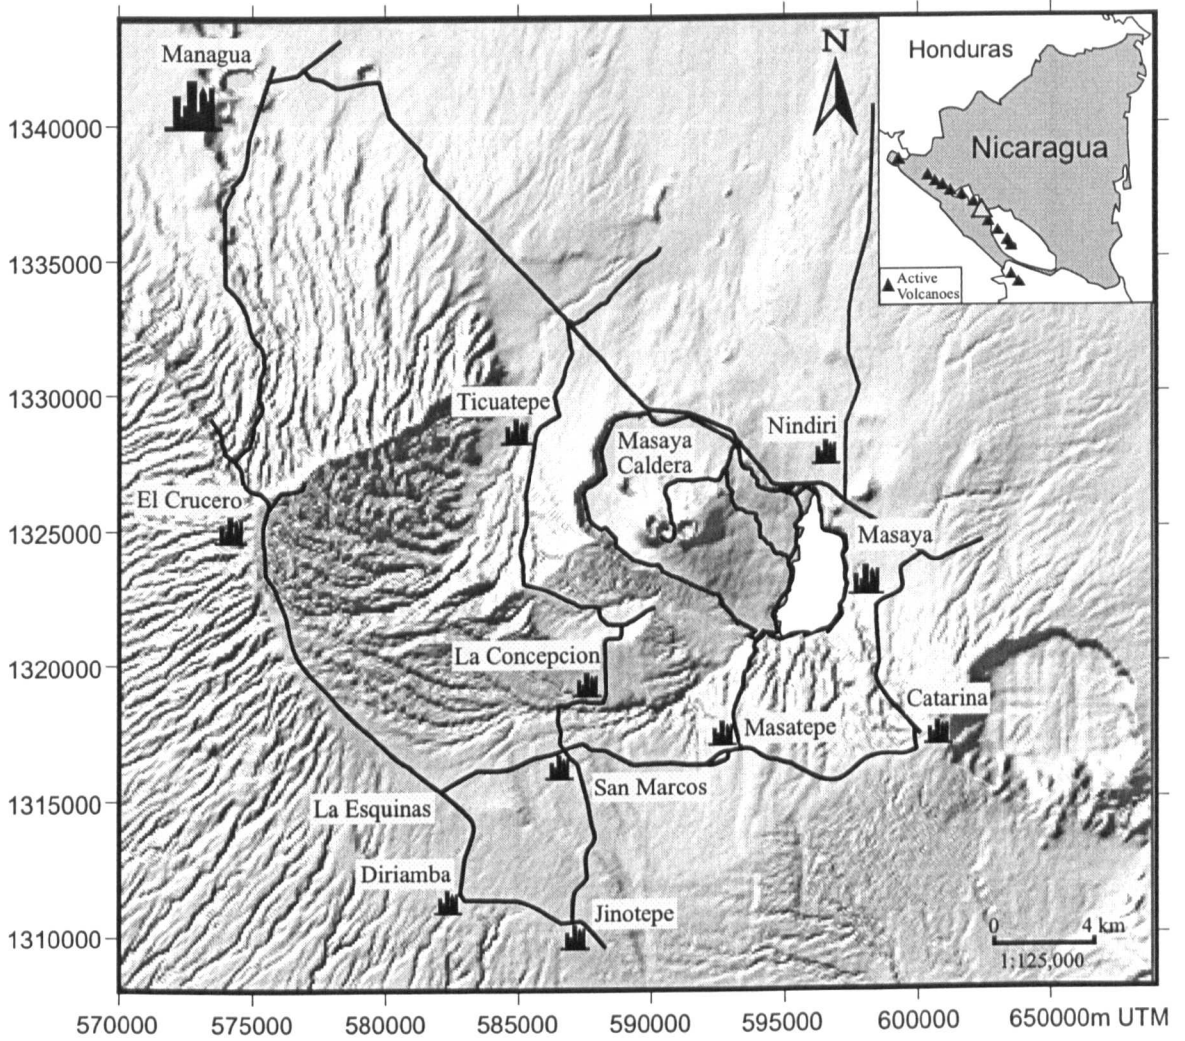 Managua
N
Honduras
Nicaragua
Active
Volcanoes
1340000
1335000
1330000
1325000
1320000
1315000
1310000
Ticuatepe
Masaya
Caldera
Nindiri
El Crucero
Masaya
La Concepcion
Catarina
Masatepe
San Marcos
La Esquinas
Diriamba
Jinotepe
0 4 km
1:125,000
570000 575000 580000 585000 590000 595000 600000 650000m UTM